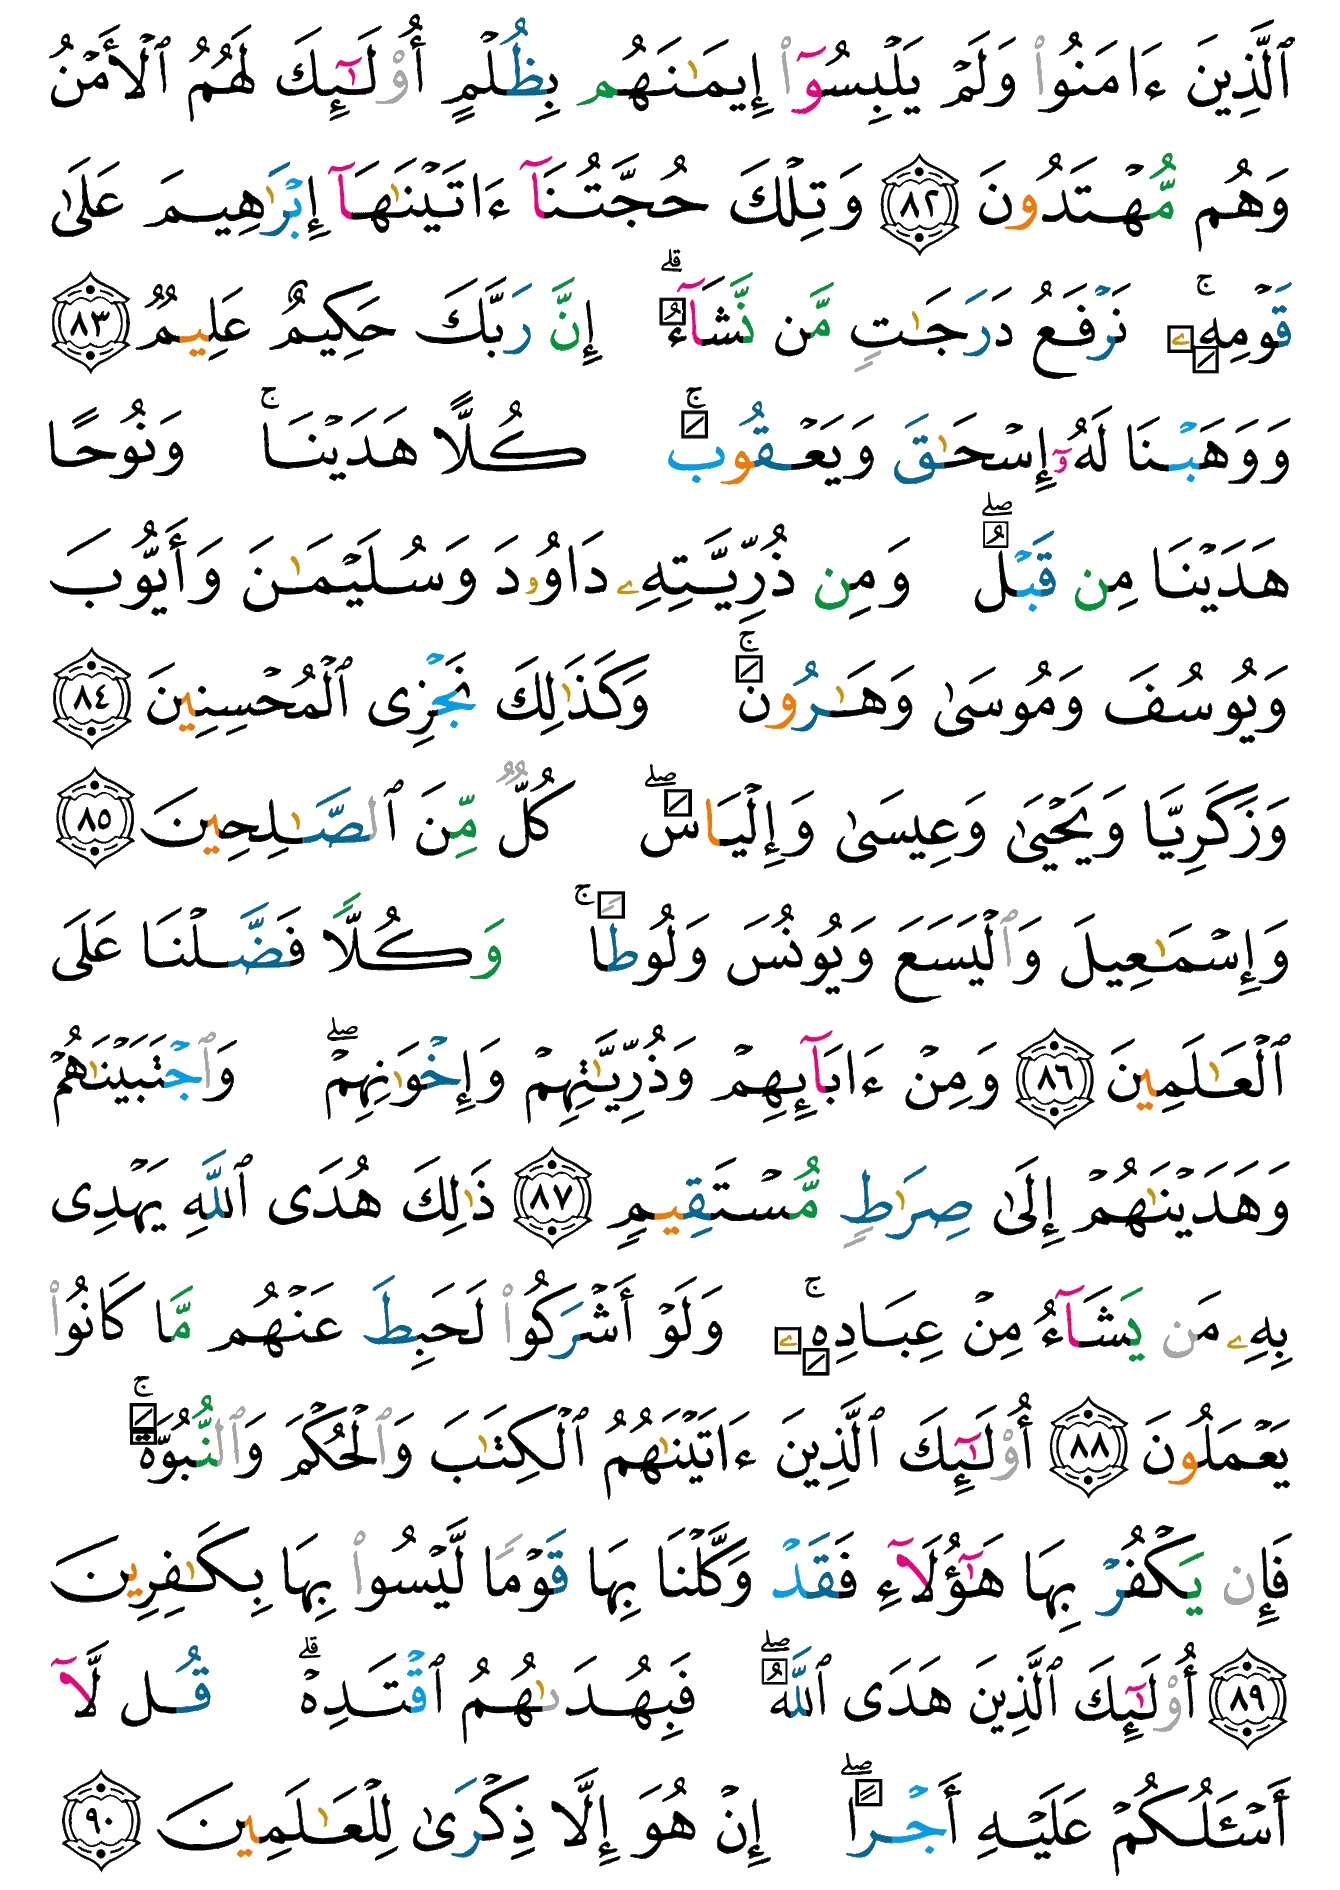 ٱلَّذِينَ ءَامَنُوا۟ وَلَمْ يَلْبِسُوٓا۟ إِيمَـٰنَهُم بِظُلْمٍ أُو۟لَـٰٓئِكَ لَهُمُ ٱلْأَمْنُ
وَهُم مُّهْتَدُونَ ٨٢ وَتِلْكَ حُجَّتُنَآ ءَاتَيْنَـٰهَآ إِبْرَٰهِيمَ عَلَىٰ
قَوْمِهِۦ ۚ نَرْفَعُ دَرَجَـٰتٍ مَّن نَّشَآءُ ۗ إِنَّ رَبَّكَ حَكِيمٌ عَلِيمٌ ٨٣
وَوَهَبْنَا لَهُۥٓ إِسْحَـٰقَ وَيَعْقُوبَ ۚ كُلًّا هَدَيْنَا ۚ وَنُوحًا
هَدَيْنَا مِن قَبْلُ ۖ وَمِن ذُرِّيَّتِهِۦ دَاوُۥدَ وَسُلَيْمَـٰنَ وَأَيُّوبَ
وَيُوسُفَ وَمُوسَىٰ وَهَـٰرُونَ ۚ وَكَذَٰلِكَ نَجْزِى ٱلْمُحْسِنِينَ ٨٤
وَزَكَرِيَّا وَيَحْيَىٰ وَعِيسَىٰ وَإِلْيَاسَ ۖ كُلٌّ مِّنَ ٱلصَّـٰلِحِينَ ٨٥
وَإِسْمَـٰعِيلَ وَٱلْيَسَعَ وَيُونُسَ وَلُوطًا ۚ وَكُلًّا فَضَّلْنَا عَلَى
ٱلْعَـٰلَمِينَ ٨٦ وَمِنْ ءَابَآئِهِمْ وَذُرِّيَّـٰتِهِمْ وَإِخْوَٰنِهِمْ ۖ وَٱجْتَبَيْنَـٰهُمْ
وَهَدَيْنَـٰهُمْ إِلَىٰ صِرَٰطٍ مُّسْتَقِيمٍ ٨٧ ذَٰلِكَ هُدَى ٱللَّهِ يَهْدِى
بِهِۦ مَن يَشَآءُ مِنْ عِبَادِهِۦ ۚ وَلَوْ أَشْرَكُوا۟ لَحَبِطَ عَنْهُم مَّا كَانُوا۟
يَعْمَلُونَ ٨٨ أُو۟لَـٰٓئِكَ ٱلَّذِينَ ءَاتَيْنَـٰهُمُ ٱلْكِتَـٰبَ وَٱلْحُكْمَ وَٱلنُّبُوَّةَ ۚ
فَإِن يَكْفُرْ بِهَا هَـٰٓؤُلَآءِ فَقَدْ وَكَّلْنَا بِهَا قَوْمًا لَّيْسُوا۟ بِهَا بِكَـٰفِرِينَ
٨٩ أُو۟لَـٰٓئِكَ ٱلَّذِينَ هَدَى ٱللَّهُ ۖ فَبِهُدَىٰهُمُ ٱقْتَدِهْ ۗ قُل لَّآ
أَسْـَٔلُكُمْ عَلَيْهِ أَجْرًا ۖ إِنْ هُوَ إِلَّا ذِكْرَىٰ لِلْعَـٰلَمِينَ ٩٠